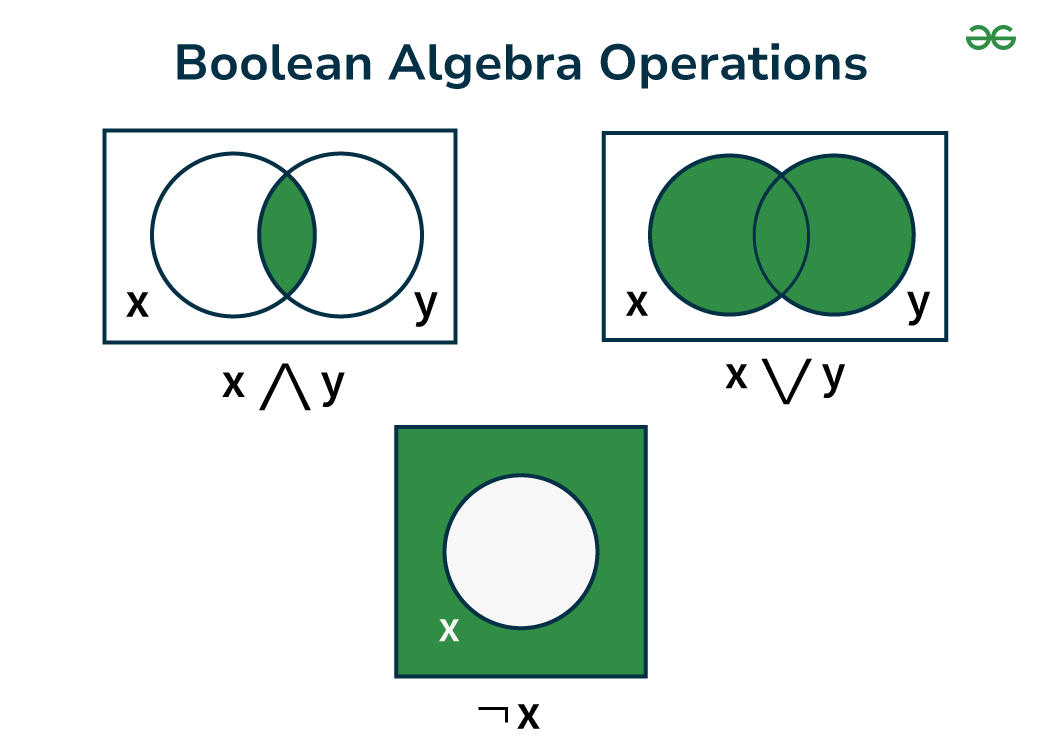 Boolean Algebra Operations
x y
x y
x ⋀ y
x ⋁ y
x
¬x